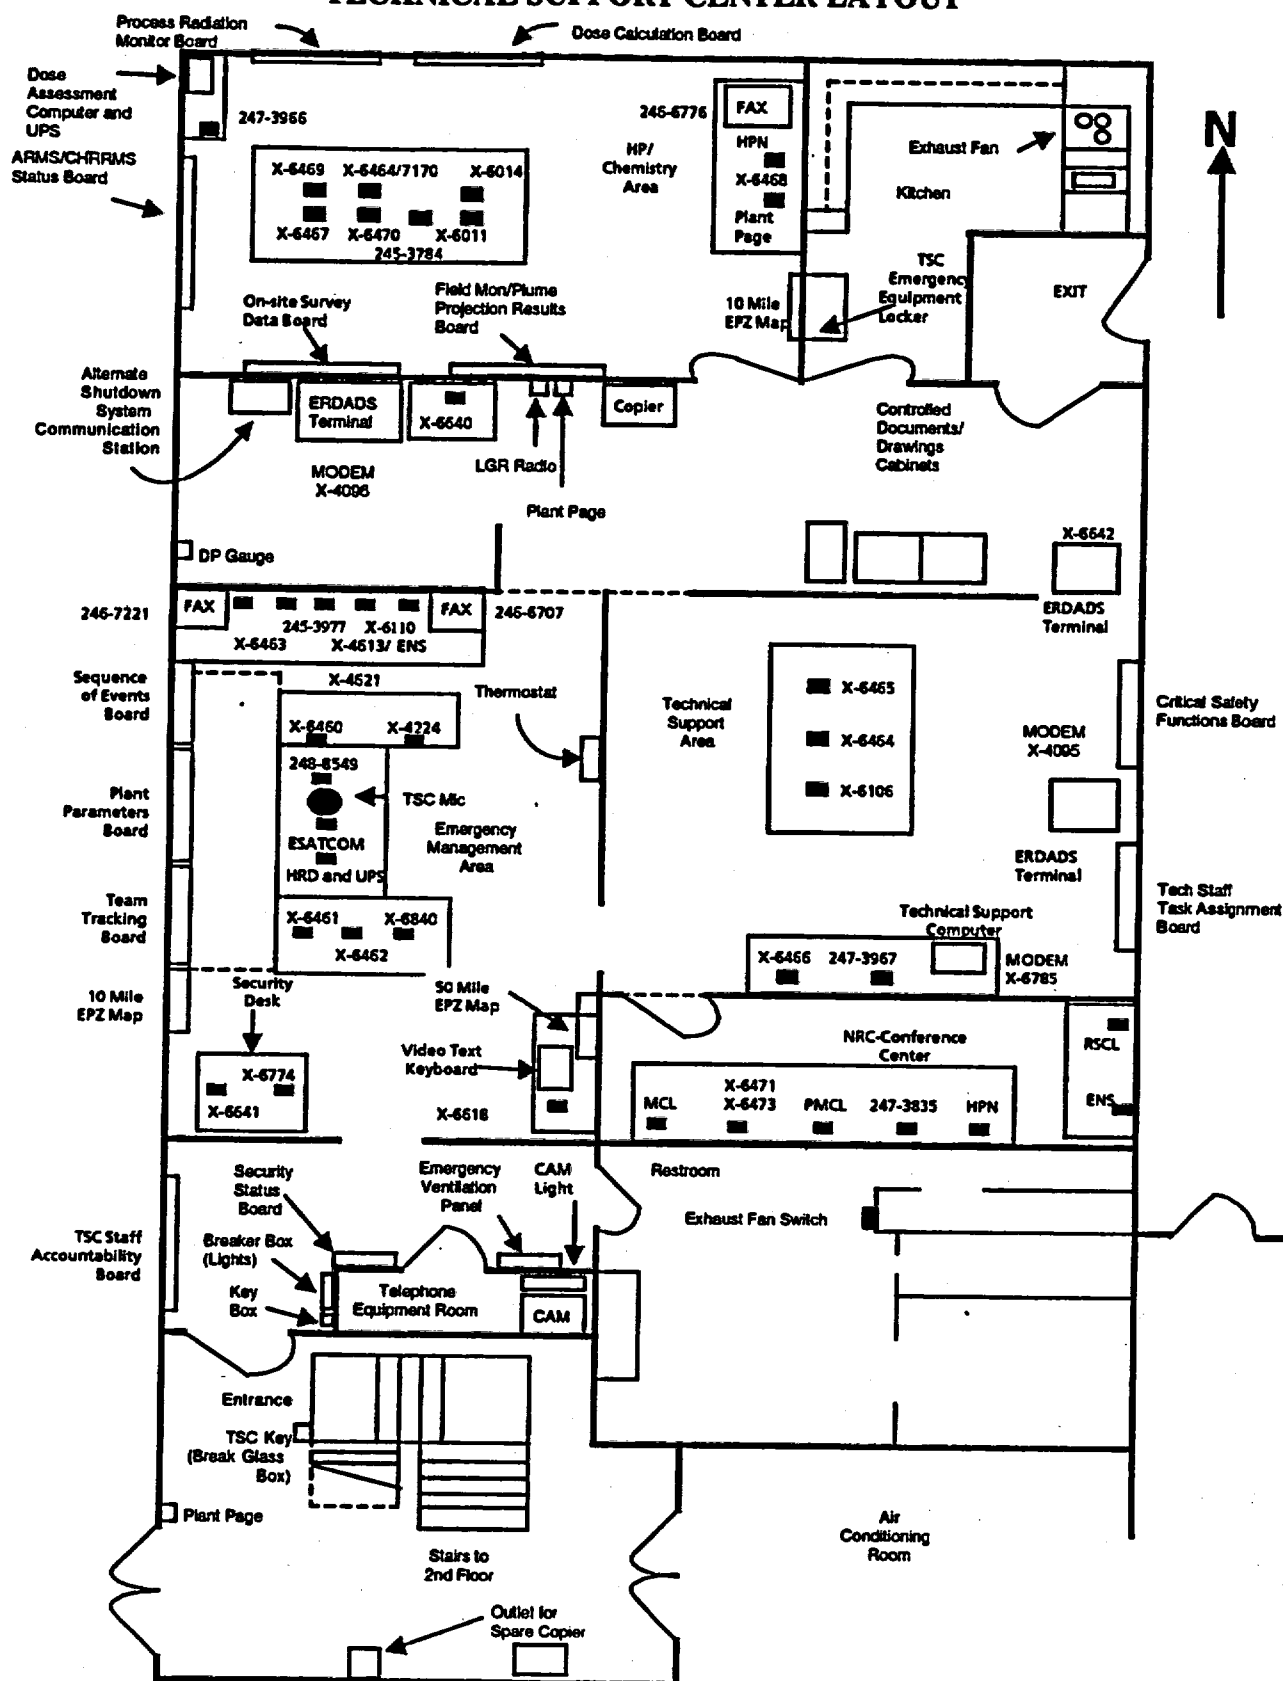 TECHNICAL SUPPORT CENTER LAYOUT
Process Radiation
Monitor Board
Dose Calculation Board
Dose
Assessment
Computer and
UPS
247-3966
246-6776
FAX
HPN
X-6468
Plant
Page
HP/
Chemistry
Area
Exhaust Fan
Kitchen
N
ARMS/CHRRMS
Status Board
X-6469
X-6464/7170
X-6014
X-6467
X-6470
X-6011
245-3784
TSC
Emergency
Equipment
Locker
EXIT
10 Mile
EPZ Map
On-site Survey
Data Board
Field Mon/Plume
Projection Results
Board
Alternate
Shutdown
System
Communication
Station
ERDADS
Terminal
X-6640
Copier
Controlled
Documents/
Drawings
Cabinets
MODEM
X-4096
LGR Radio
Plant Page
DP Gauge
X-6642
ERDADS
Terminal
246-7221
FAX
FAX
246-6707
245-3977
X-6110
X-6463
X-4613/ ENS
Sequence
of Events
Board
X-4621
X-6460
X-4224
Thermostat
Technical
Support
Area
X-6465
X-6464
X-6106
Critical Safety
Functions Board
MODEM
X-4095
248-6549
TSC Mic
Plant
Parameters
Board
ESATCOM
HRD and UPS
Emergency
Management
Area
ERDADS
Terminal
Tech Staff
Task Assignment
Board
Team
Tracking
Board
X-6461
X-6840
X-6462
Technical Support
Computer
X-6466
247-3967
MODEM
X-6785
10 Mile
EPZ Map
Security
Desk
50 Mile
EPZ Map
NRC-Conference
Center
RSCL
ENS
Video Text
Keyboard
X-6774
X-6641
X-6618
MCL
X-6471
X-6473
PMCL
247-3835
HPN
Security
Status
Board
Emergency
Ventilation
Panel
CAM
Light
Restroom
Exhaust Fan Switch
TSC Staff
Accountability
Board
Breaker Box
(Lights)
Key
Box
Telephone
Equipment Room
CAM
Entrance
TSC Key
(Break Glass
Box)
Plant Page
Stairs to
2nd Floor
Air
Conditioning
Room
Outlet for
Spare Copier